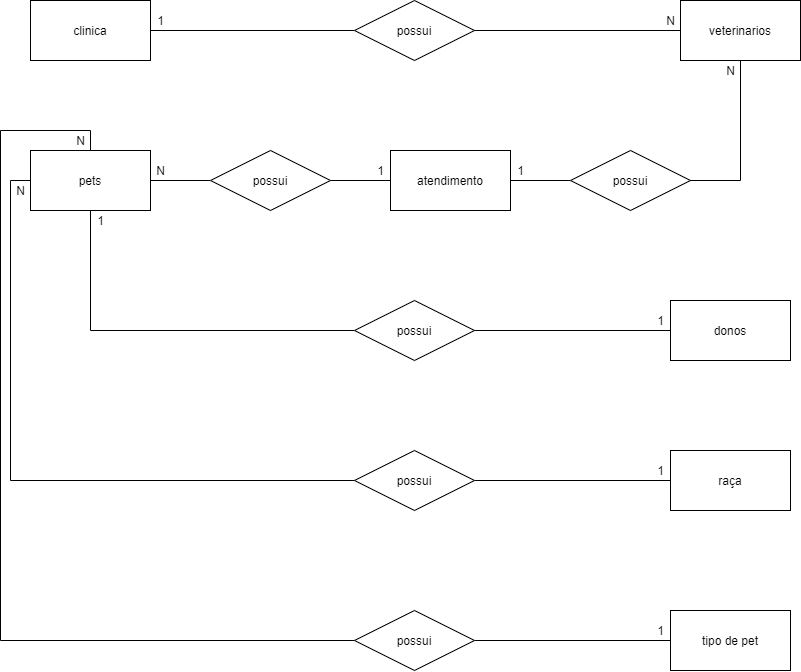 clinica
1
possui
N
veterinarios
N
N
pets
N
N
possui
1
atendimento
1
possui
1
possui
1
donos
possui
1
raça
possui
1
tipo de pet